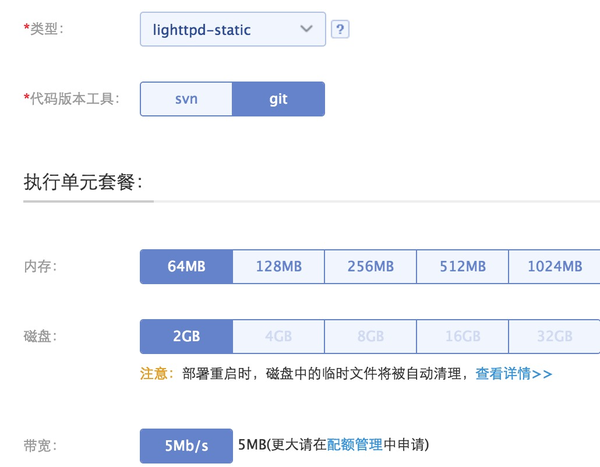 *类型:
lighttpd-static
?
*代码版本工具:
svn
git
执行单元套餐:
内存:
64MB
128MB
256MB
512MB
1024MB
磁盘:
2GB
4GB
8GB
16GB
32GB
注意: 部署重启时，磁盘中的临时文件将被自动清理，查看详情>>
带宽:
5Mb/s
5MB(更大请在配额管理中申请)